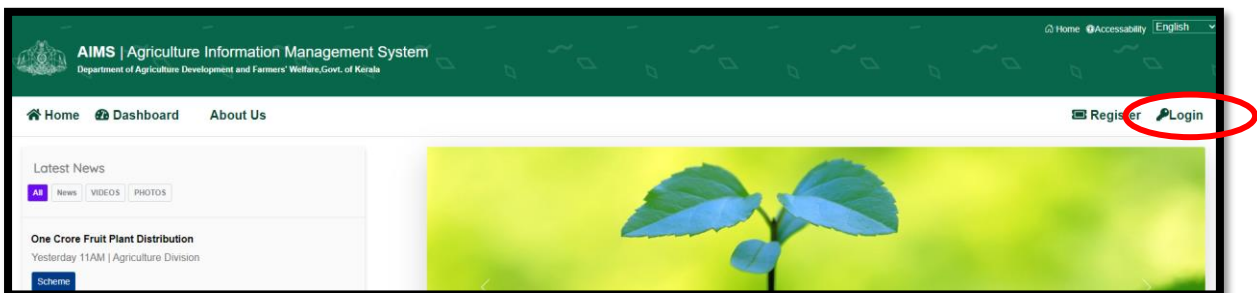 Home Accessability English
AIMS | Agriculture Information Management System
Department of Agriculture Development and Farmers' Welfare,Govt. of Kerala
Home Dashboard About Us Register Login
Latest News
All News VIDEOS PHOTOS
One Crore Fruit Plant Distribution
Yesterday 11AM | Agriculture Division
Scheme